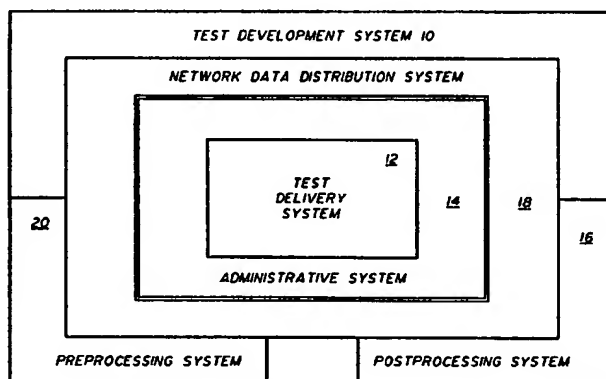 TEST DEVELOPMENT SYSTEM 10
NETWORK DATA DISTRIBUTION SYSTEM
12
TEST
DELIVERY
SYSTEM
14
18
20
16
ADMINISTRATIVE SYSTEM
PREPROCESSING SYSTEM
POSTPROCESSING SYSTEM